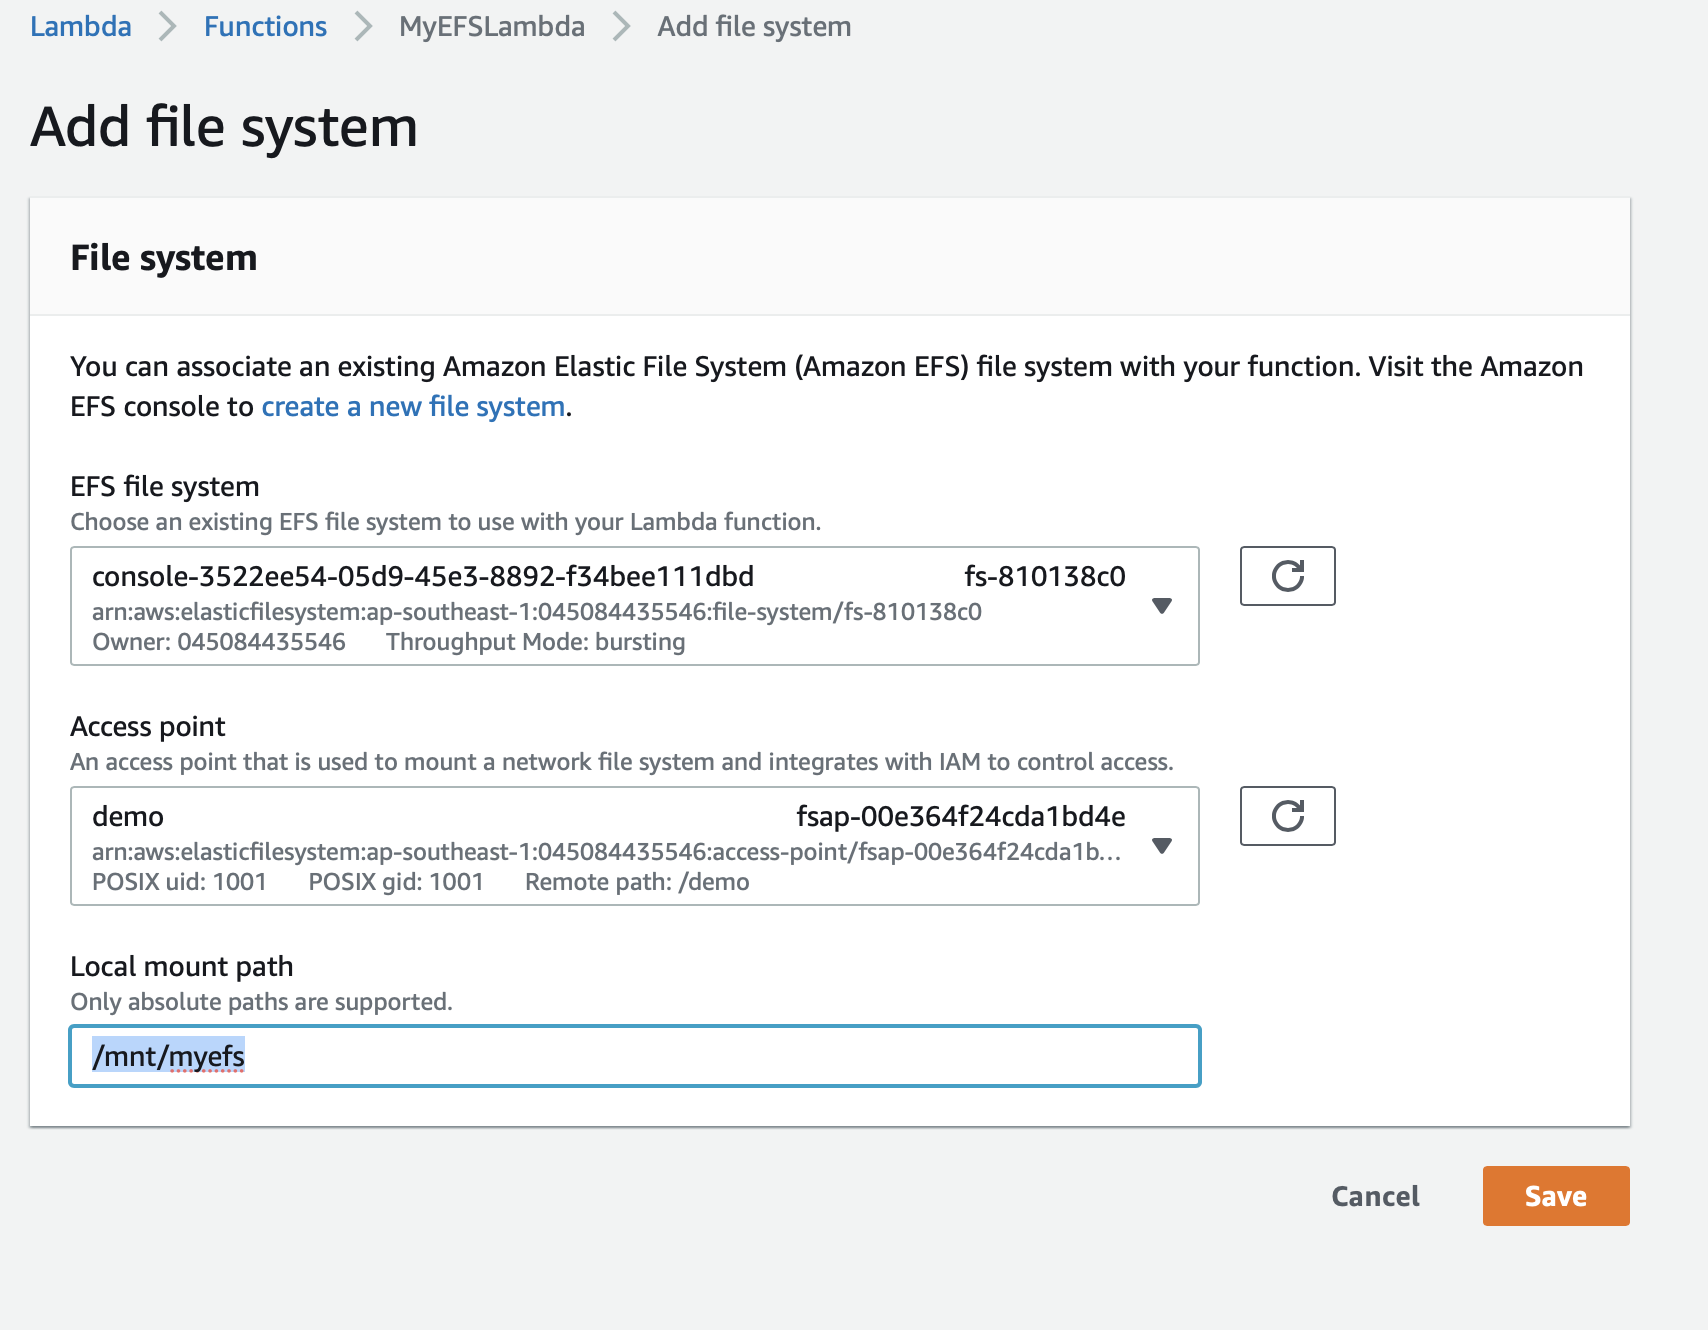 Lambda > Functions > MyEFSLambda > Add file system
Add file system
File system
You can associate an existing Amazon Elastic File System (Amazon EFS) file system with your function. Visit the Amazon
EFS console to create a new file system.
EFS file system
Choose an existing EFS file system to use with your Lambda function.
console-3522ee54-05d9-45e3-8892-f34bee111dbd fs-810138c0
arn:aws:elasticfilesystem:ap-southeast-1:045084435546:file-system/fs-810138c0
Owner: 045084435546 Throughput Mode: bursting
Access point
An access point that is used to mount a network file system and integrates with IAM to control access.
demo fsap-00e364f24cda1bd4e
arn:aws:elasticfilesystem:ap-southeast-1:045084435546:access-point/fsap-00e364f24cda1b...
POSIX uid: 1001 POSIX gid: 1001 Remote path: /demo
Local mount path
Only absolute paths are supported.
/mnt/myefs
Cancel Save